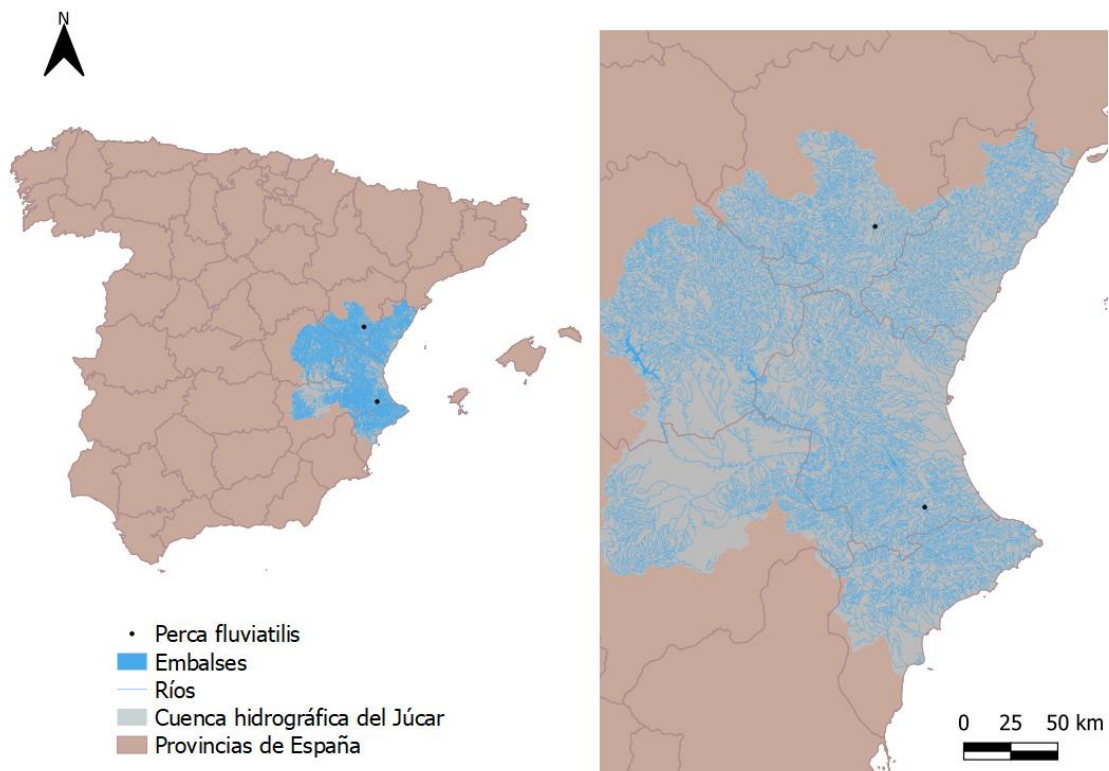 N
Perca fluviatilis
Embalses
Ríos
Cuenca hidrográfica del Júcar
Provincias de España
0 25 50 km